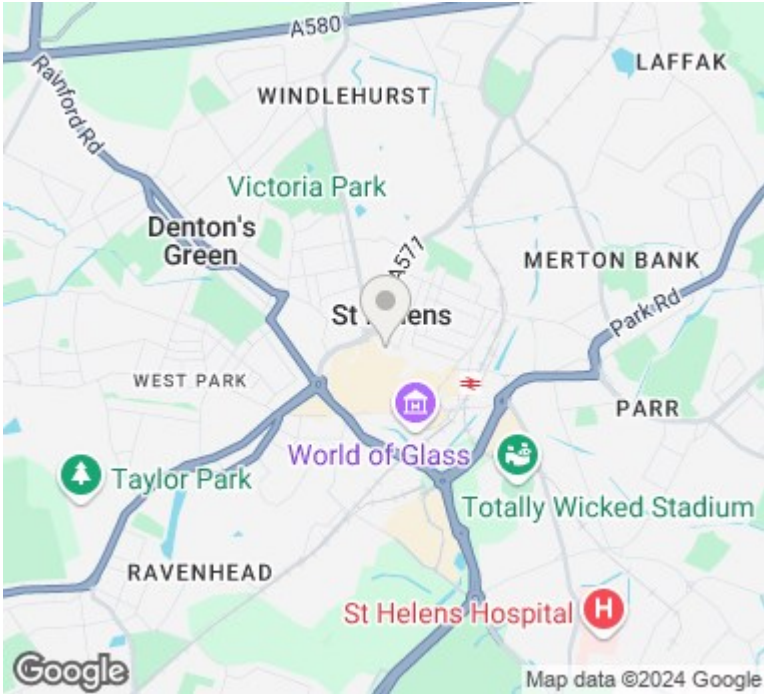 A580
LAFFAK
WINDLEHURST
Rainford Rd
Victoria Park
Denton's
Green
A571
MERTON BANK
St Helens
Park Rd
WEST PARK
PARR
World of Glass
Taylor Park
Totally Wicked Stadium
RAVENHEAD
St Helens Hospital
H
Google
Map data ©2024 Google